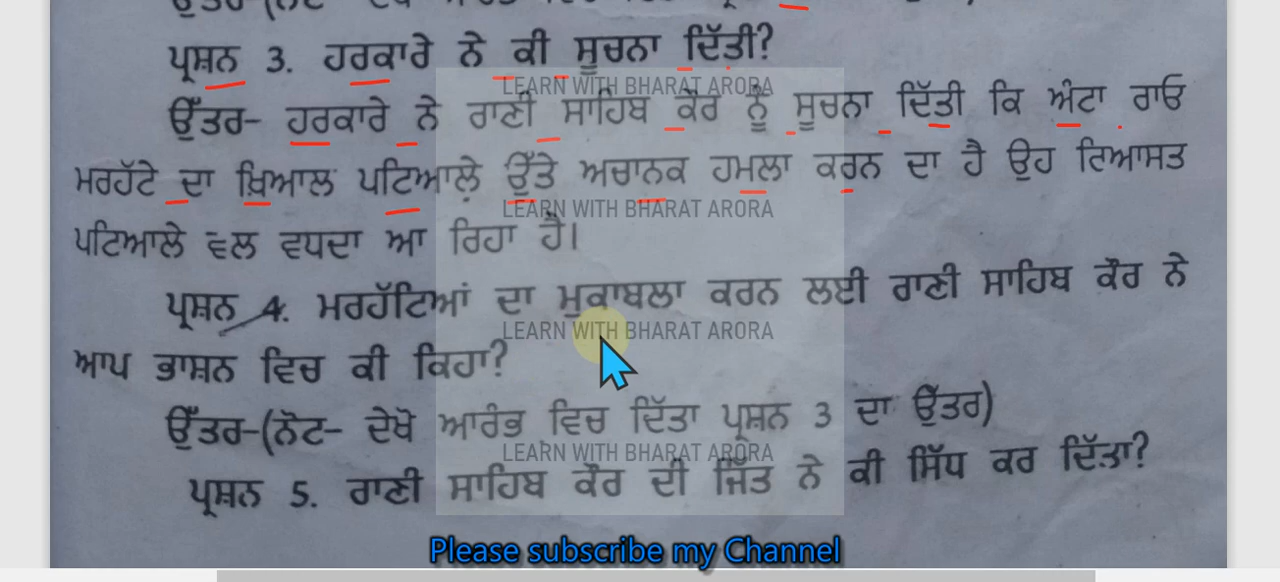 ਪ੍ਰਸ਼ਨ 3. ਹਰਕਾਰੇ ਨੇ ਕੀ ਸੂਚਨਾ ਦਿੱਤੀ?
LEARN WITH BHARAT ARORA
ਉੱਤਰ- ਹਰਕਾਰੇ ਨੇ ਰਾਣੀ ਸਾਹਿਬ ਕੌਰ ਨੂੰ ਸੂਚਨਾ ਦਿੱਤੀ ਕਿ ਅੰਟਾ ਰਾਓ
ਮਰਹੱਟੇ ਦਾ ਖ਼ਿਆਲ ਪਟਿਆਲੇ ਉੱਤੇ ਅਚਾਨਕ ਹਮਲਾ ਕਰਨ ਦਾ ਹੈ ਉਹ ਰਿਆਸਤ
LEARN WITH BHARAT ARORA
ਪਟਿਆਲੇ ਵਲ ਵਧਦਾ ਆ ਰਿਹਾ ਹੈ।
ਪ੍ਰਸ਼ਨ 4. ਮਰਹੱਟਿਆਂ ਦਾ ਮੁਕਾਬਲਾ ਕਰਨ ਲਈ ਰਾਣੀ ਸਾਹਿਬ ਕੌਰ ਨੇ
LEARN WITH BHARAT ARORA
ਆਪ ਭਾਸ਼ਨ ਵਿਚ ਕੀ ਕਿਹਾ?
ਉੱਤਰ-(ਨੋਟ- ਦੇਖੋ ਆਰੰਭ ਵਿਚ ਦਿੱਤਾ ਪ੍ਰਸ਼ਨ 3 ਦਾ ਉੱਤਰ)
LEARN WITH BHARAT ARORA
ਪ੍ਰਸ਼ਨ 5. ਰਾਣੀ ਸਾਹਿਬ ਕੌਰ ਦੀ ਜਿੱਤ ਨੇ ਕੀ ਸਿੱਧ ਕਰ ਦਿੱਤਾ?
Please subscribe my Channel